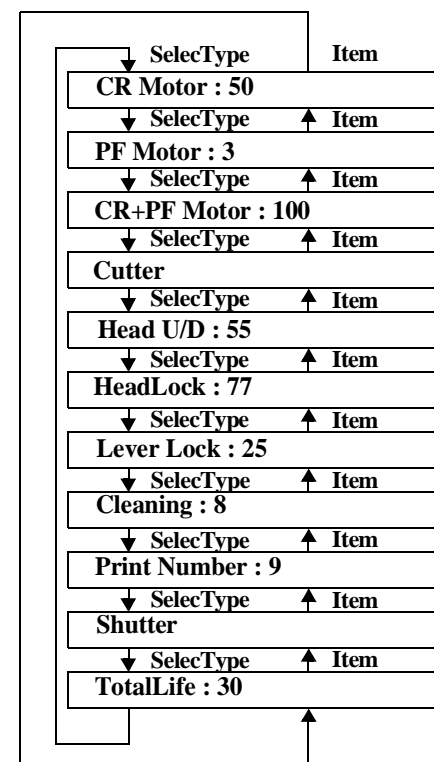 SelecType Item
CR Motor : 50
SelecType Item
PF Motor : 3
SelecType Item
CR+PF Motor : 100
SelecType Item
Cutter
SelecType Item
Head U/D : 55
SelecType Item
HeadLock : 77
SelecType Item
Lever Lock : 25
SelecType Item
Cleaning : 8
SelecType Item
Print Number : 9
SelecType Item
Shutter
SelecType Item
TotalLife : 30